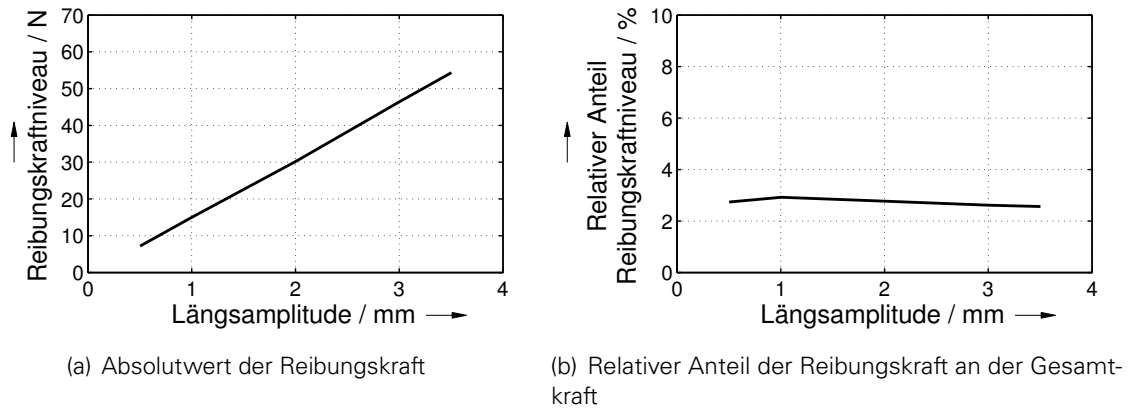 70
60
50
40
30
20
10
0
0 1 2 3 4
Reibungskraftniveau / N
Längsamplitude / mm
(a) Absolutwert der Reibungskraft
10
8
6
4
2
0
0 1 2 3 4
Relativer Anteil
Reibungskraftniveau / %
Längsamplitude / mm
(b) Relativer Anteil der Reibungskraft an der Gesamt-
kraft